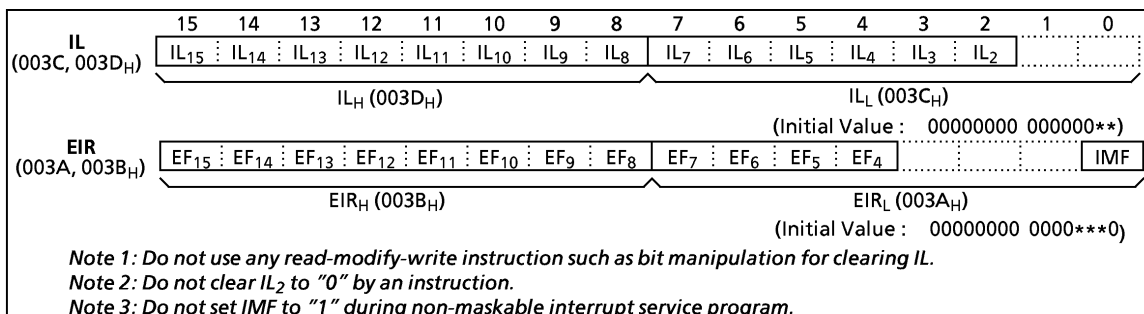 15 14 13 12 11 10 9 8 7 6 5 4 3 2 1 0
IL
(003C, 003DH)
IL15 IL14 IL13 IL12 IL11 IL10 IL9 IL8 IL7 IL6 IL5 IL4 IL3 IL2
ILH (003DH) ILL (003CH)
(Initial Value : 00000000 000000**)
EIR
(003A, 003BH)
EF15 EF14 EF13 EF12 EF11 EF10 EF9 EF8 EF7 EF6 EF5 EF4 IMF
EIRH (003BH) EIRL (003AH)
(Initial Value : 00000000 0000***0)
Note 1: Do not use any read-modify-write instruction such as bit manipulation for clearing IL.
Note 2: Do not clear IL2 to "0" by an instruction.
Note 3: Do not set IMF to "1" during non-maskable interrupt service program.